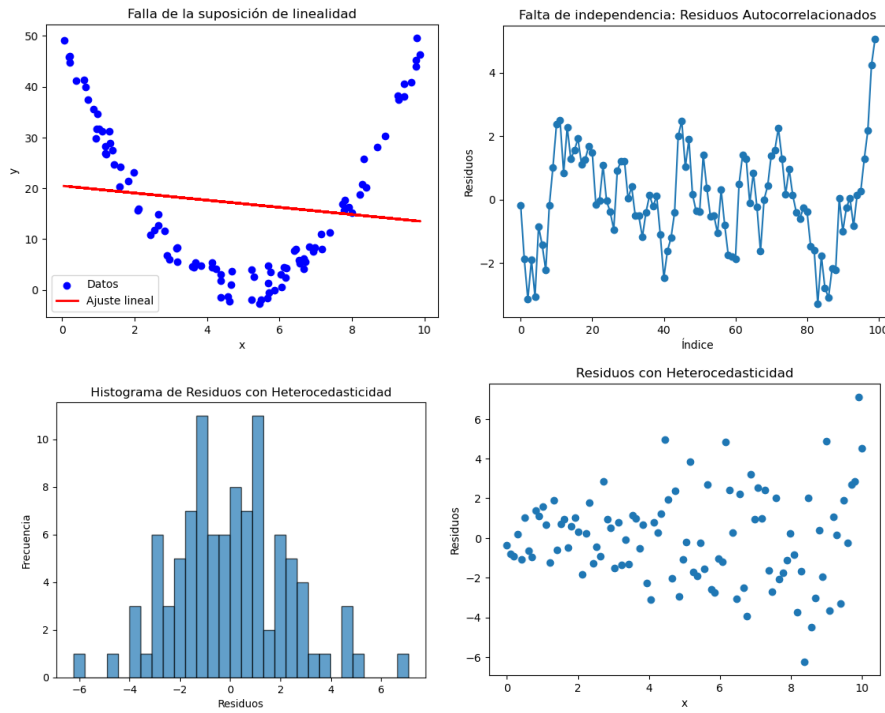 Falla de la suposición de linealidad
y
50
40
30
20
10
0
Datos
Ajuste lineal
0 2 4 6 8 10
x
Falta de independencia: Residuos Autocorrelacionados
Residuos
4
2
0
−2
0 20 40 60 80 100
Índice
Histograma de Residuos con Heterocedasticidad
Frecuencia
10
8
6
4
2
0
−6 −4 −2 0 2 4 6
Residuos
Residuos con Heterocedasticidad
Residuos
6
4
2
0
−2
−4
−6
0 2 4 6 8 10
x